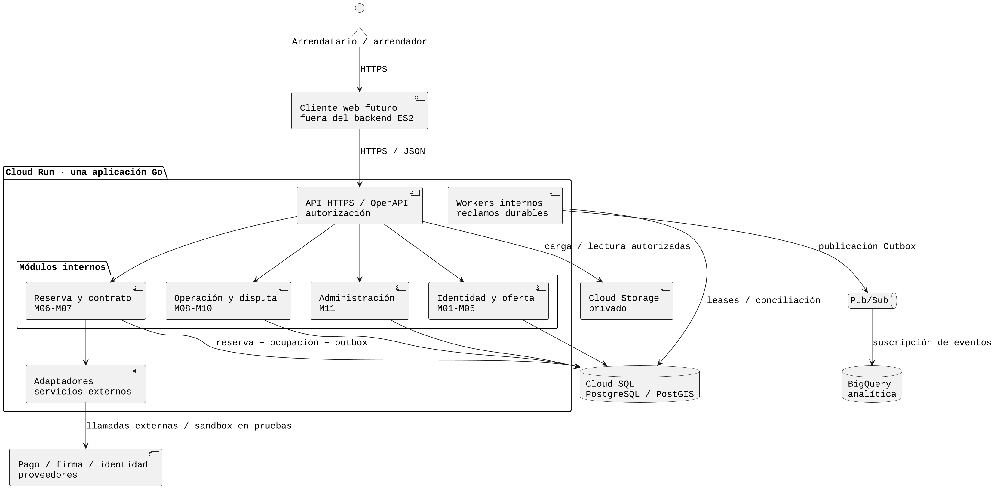 Arrendatario / arrendador
HTTPS
Cliente web futuro
fuera del backend ES2
HTTPS / JSON
Cloud Run · una aplicación Go
API HTTPS / OpenAPI
autorización
Workers internos
reclamos durables
carga / lectura autorizadas
publicación Outbox
Módulos internos
Reserva y contrato
M06-M07
Operación y disputa
M08-M10
Administración
M11
Identidad y oferta
M01-M05
Cloud Storage
privado
leases / conciliación
Pub/Sub
reserva + ocupación + outbox
suscripción de eventos
Adaptadores
servicios externos
Cloud SQL
PostgreSQL / PostGIS
BigQuery
analítica
llamadas externas / sandbox en pruebas
Pago / firma / identidad
proveedores